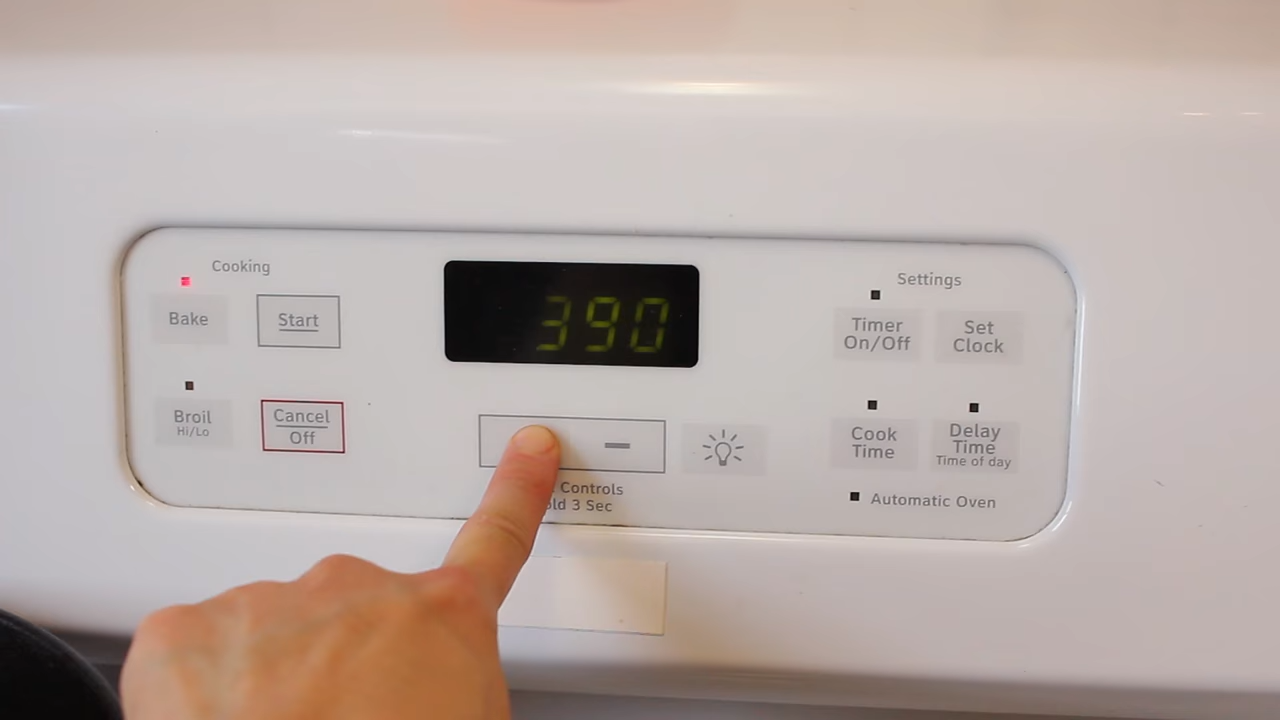 Cooking
Bake
Start
Broil
Hi/Lo
Cancel
Off
390
Controls
3 Sec
Settings
Timer
On/Off
Set
Clock
Cook
Time
Delay
Time
Time of day
Automatic Oven